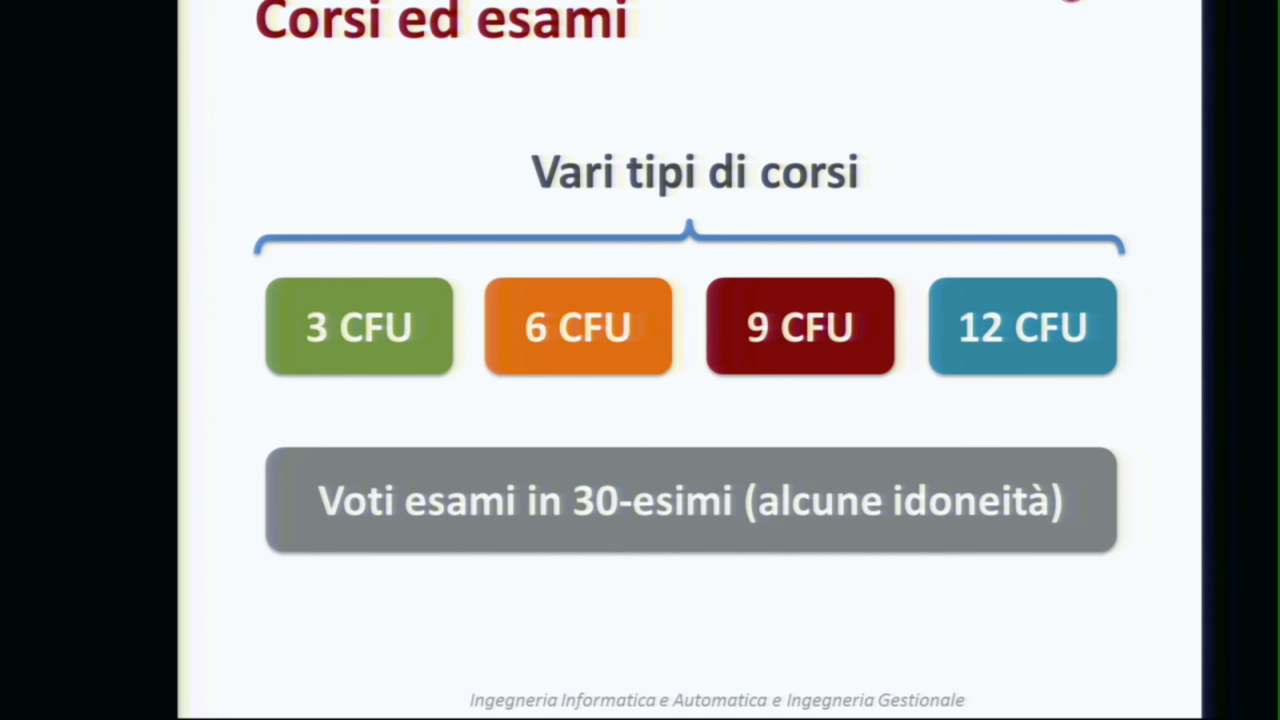 Corsi ed esami
Vari tipi di corsi
3 CFU
6 CFU
9 CFU
12 CFU
Voti esami in 30-esimi (alcune idoneità)
Ingegneria Informatica e Automatica e Ingegneria Gestionale